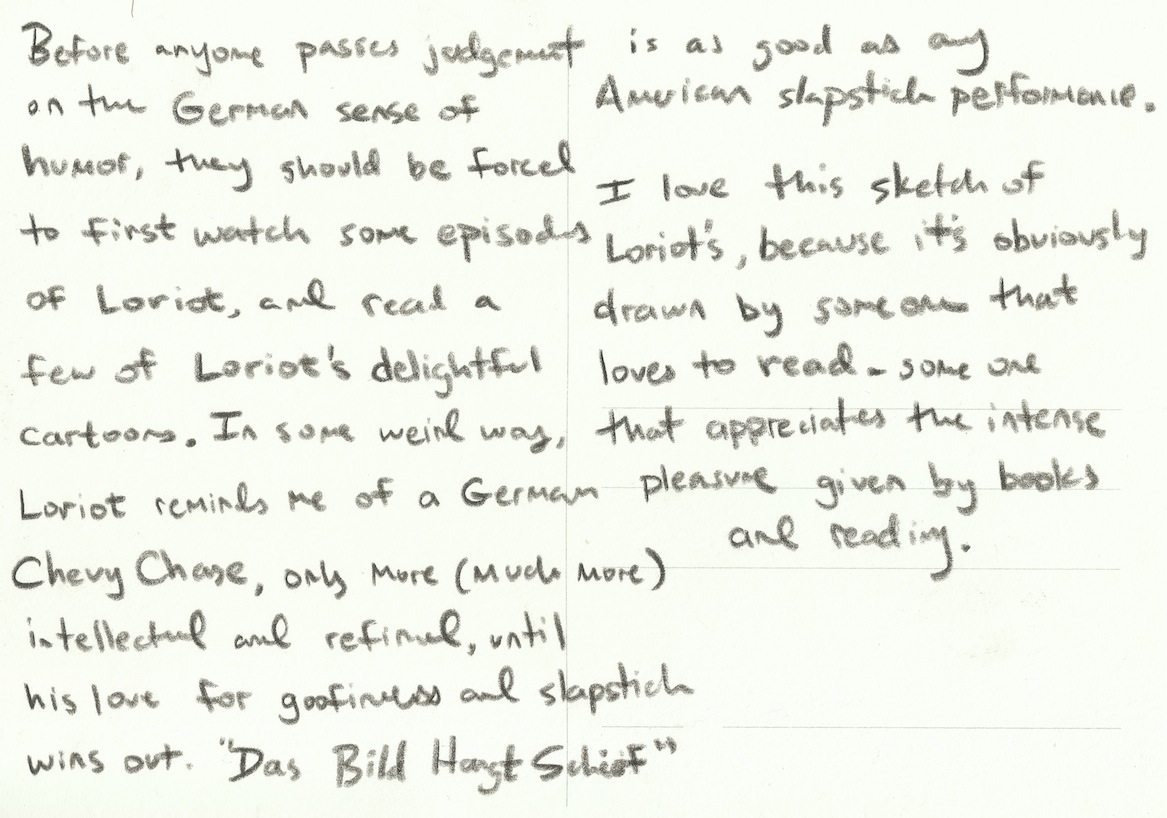 Before anyone passes judgement
on the German sense of
humor, they should be forced
to first watch some episodes
of Loriot, and read a
few of Loriot's delightful
cartoons. In some weird way,
Loriot reminds me of a German
Chevy Chase, only more (much more)
intellectual and refined, until
his love for goofiness and slapstick
wins out. "Das Bild Hangt Schief"
is as good as any
American slapstick performance.
I love this sketch of
Loriot's, because it's obviously
drawn by someone that
loves to read - some one
that appreciates the intense
pleasure given by books
and reading.